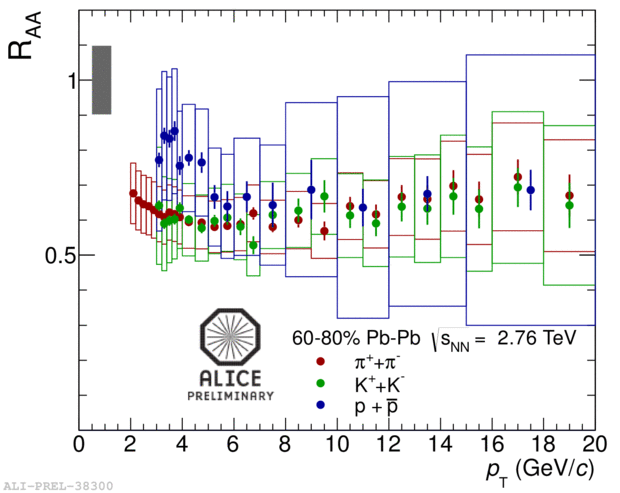 R_AA
1
0.5
60-80% Pb-Pb √s_NN = 2.76 TeV
π⁺+π⁻
K⁺+K⁻
p + p̅
ALICE
PRELIMINARY
0 2 4 6 8 10 12 14 16 18 20
p_T (GeV/c)
ALI-PREL-38300